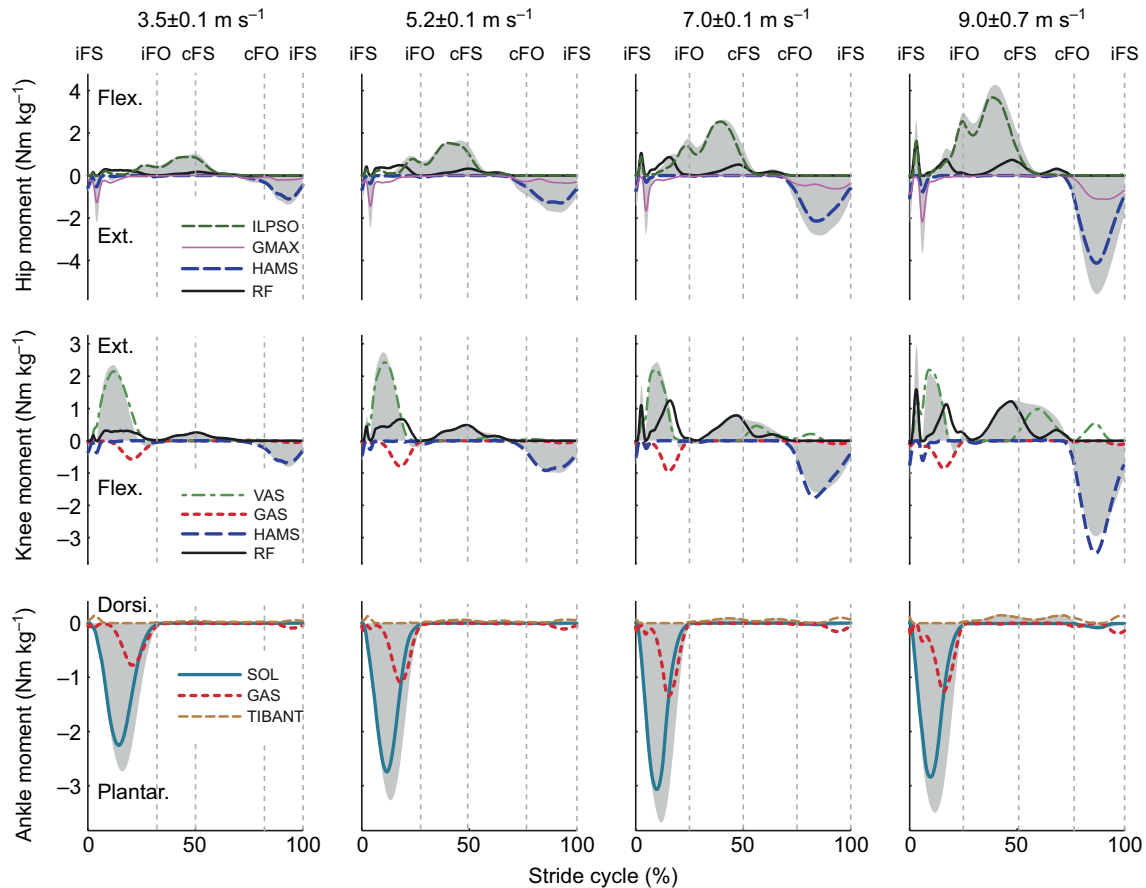 3.5±0.1 m s⁻¹ 5.2±0.1 m s⁻¹ 7.0±0.1 m s⁻¹ 9.0±0.7 m s⁻¹
iFS iFO cFS cFO iFS iFS iFO cFS cFO iFS iFS iFO cFS cFO iFS iFS iFO cFS cFO iFS
Hip moment (Nm kg⁻¹)
4
2
0
–2
–4
Flex.
Ext.
ILPSO
GMAX
HAMS
RF
Knee moment (Nm kg⁻¹)
3
2
1
0
–1
–2
–3
Ext.
Flex.
VAS
GAS
HAMS
RF
Ankle moment (Nm kg⁻¹)
0
–1
–2
–3
Dorsi.
SOL
GAS
TIBANT
Plantar.
0 50 100 0 50 100 0 50 100 0 50 100
Stride cycle (%)